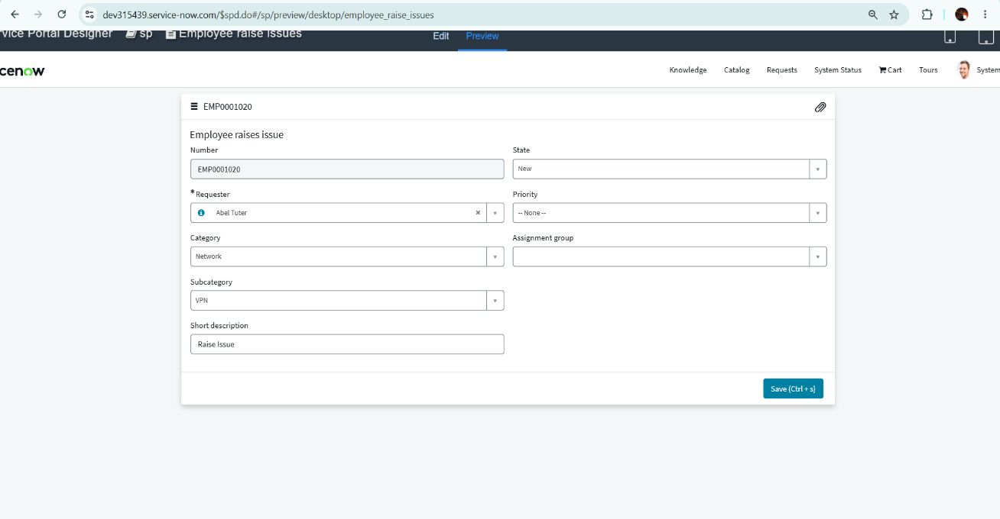 dev315439.service-now.com/$spd.do#/sp/preview/desktop/employee_raise_issues
vice Portal Designer sp Employee raise issues Edit Preview
cenow Knowledge Catalog Requests System Status Cart Tours System
EMP0001020
Employee raises issue
Number
EMP0001020
State
New
* Requester
Abel Tuter
Priority
-- None --
Category
Network
Assignment group
Subcategory
VPN
Short description
Raise Issue
Save (Ctrl + s)